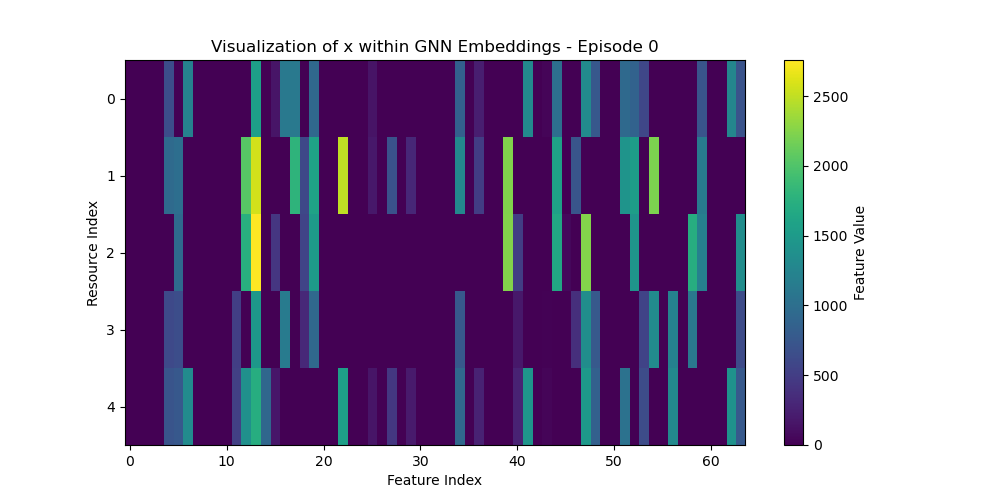 Visualization of x within GNN Embeddings - Episode 0
Resource Index
0
1
2
3
4
0 10 20 30 40 50 60
Feature Index
2500
2000
1500
1000
500
0
Feature Value